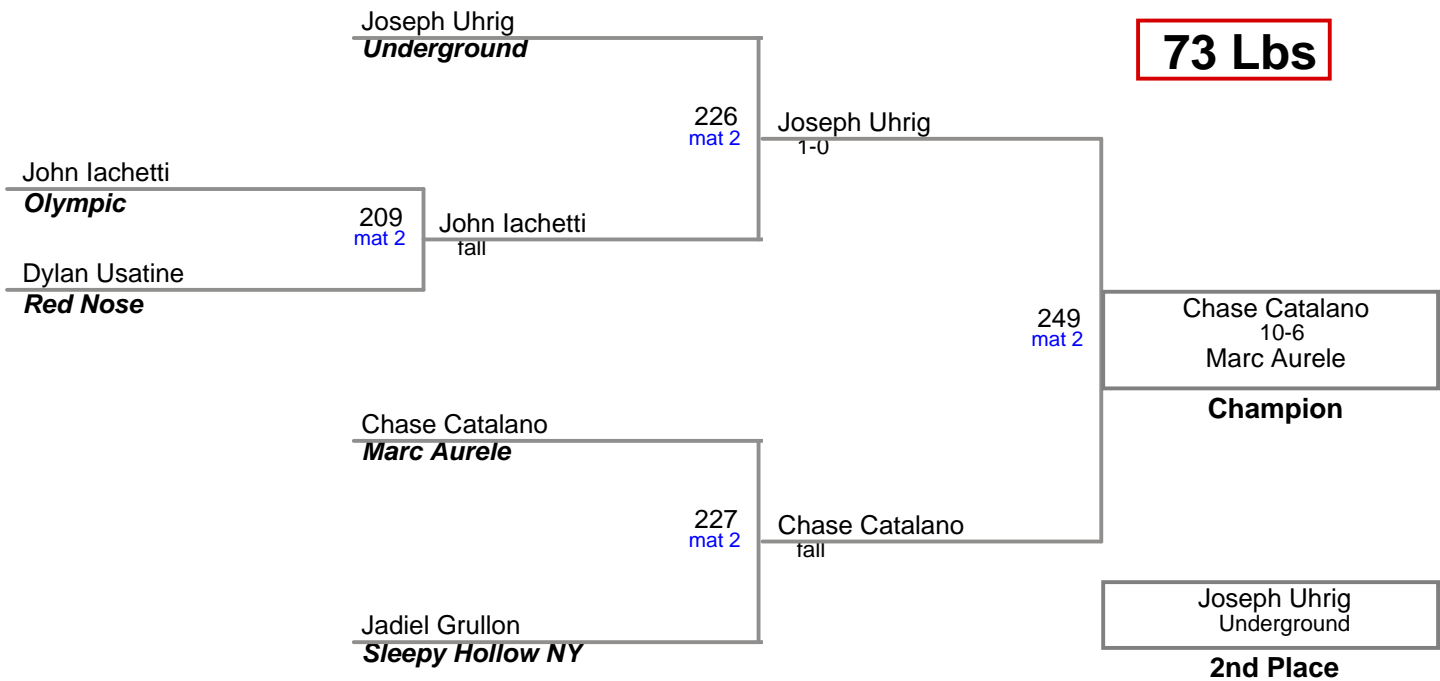 Joseph Uhrig
Underground
73 Lbs
226
mat 2
Joseph Uhrig
1-0
John Iachetti
Olympic
209
mat 2
John Iachetti
fall
Dylan Usatine
Red Nose
249
mat 2
Chase Catalano
10-6
Marc Aurele
Champion
Chase Catalano
Marc Aurele
227
mat 2
Chase Catalano
fall
Jadiel Grullon
Sleepy Hollow NY
Joseph Uhrig
Underground
2nd Place